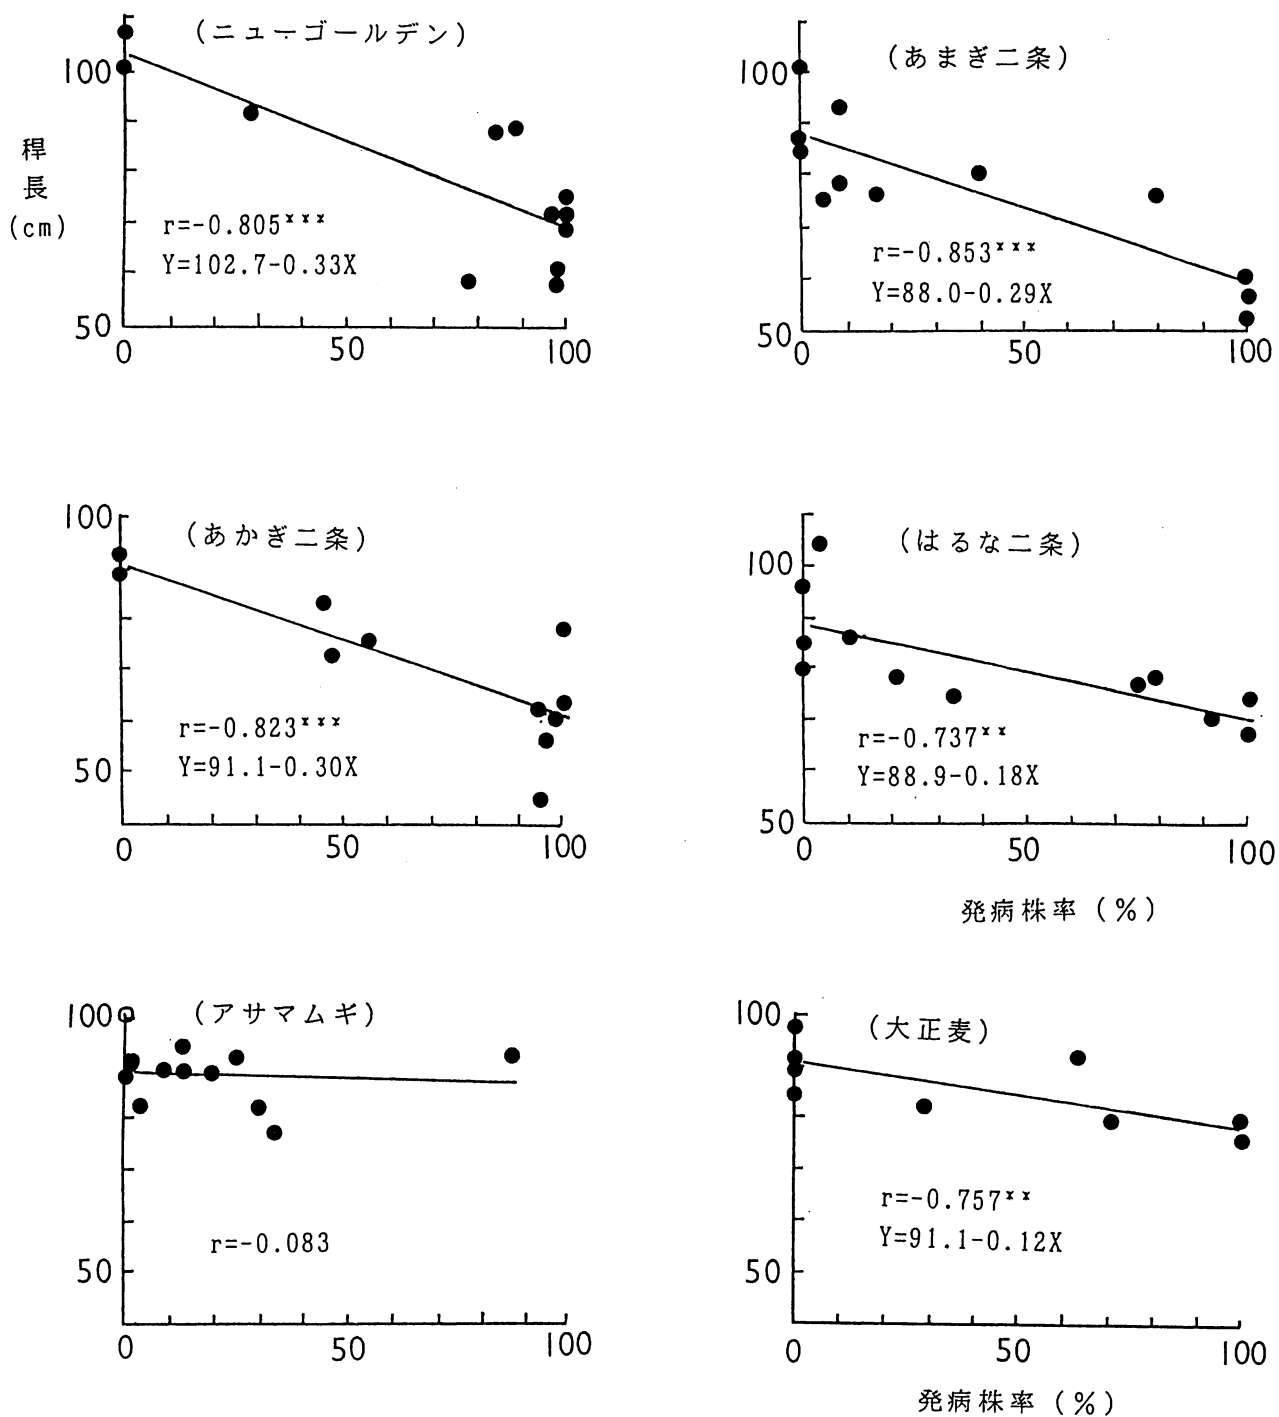 (ニューゴールデン)
100
稈
長
(cm)
r=-0.805***
Y=102.7-0.33X
50
0 50 100
(あまぎ二条)
100
r=-0.853***
Y=88.0-0.29X
50
0 50 100
(あかぎ二条)
100
r=-0.823***
Y=91.1-0.30X
50
0 50 100
(はるな二条)
100
r=-0.737**
Y=88.9-0.18X
50
0 50 100
発病株率(%)
(アサマムギ)
100
r=-0.083
50
0 50 100
(大正麦)
100
r=-0.757**
Y=91.1-0.12X
50
0 50 100
発病株率(%)